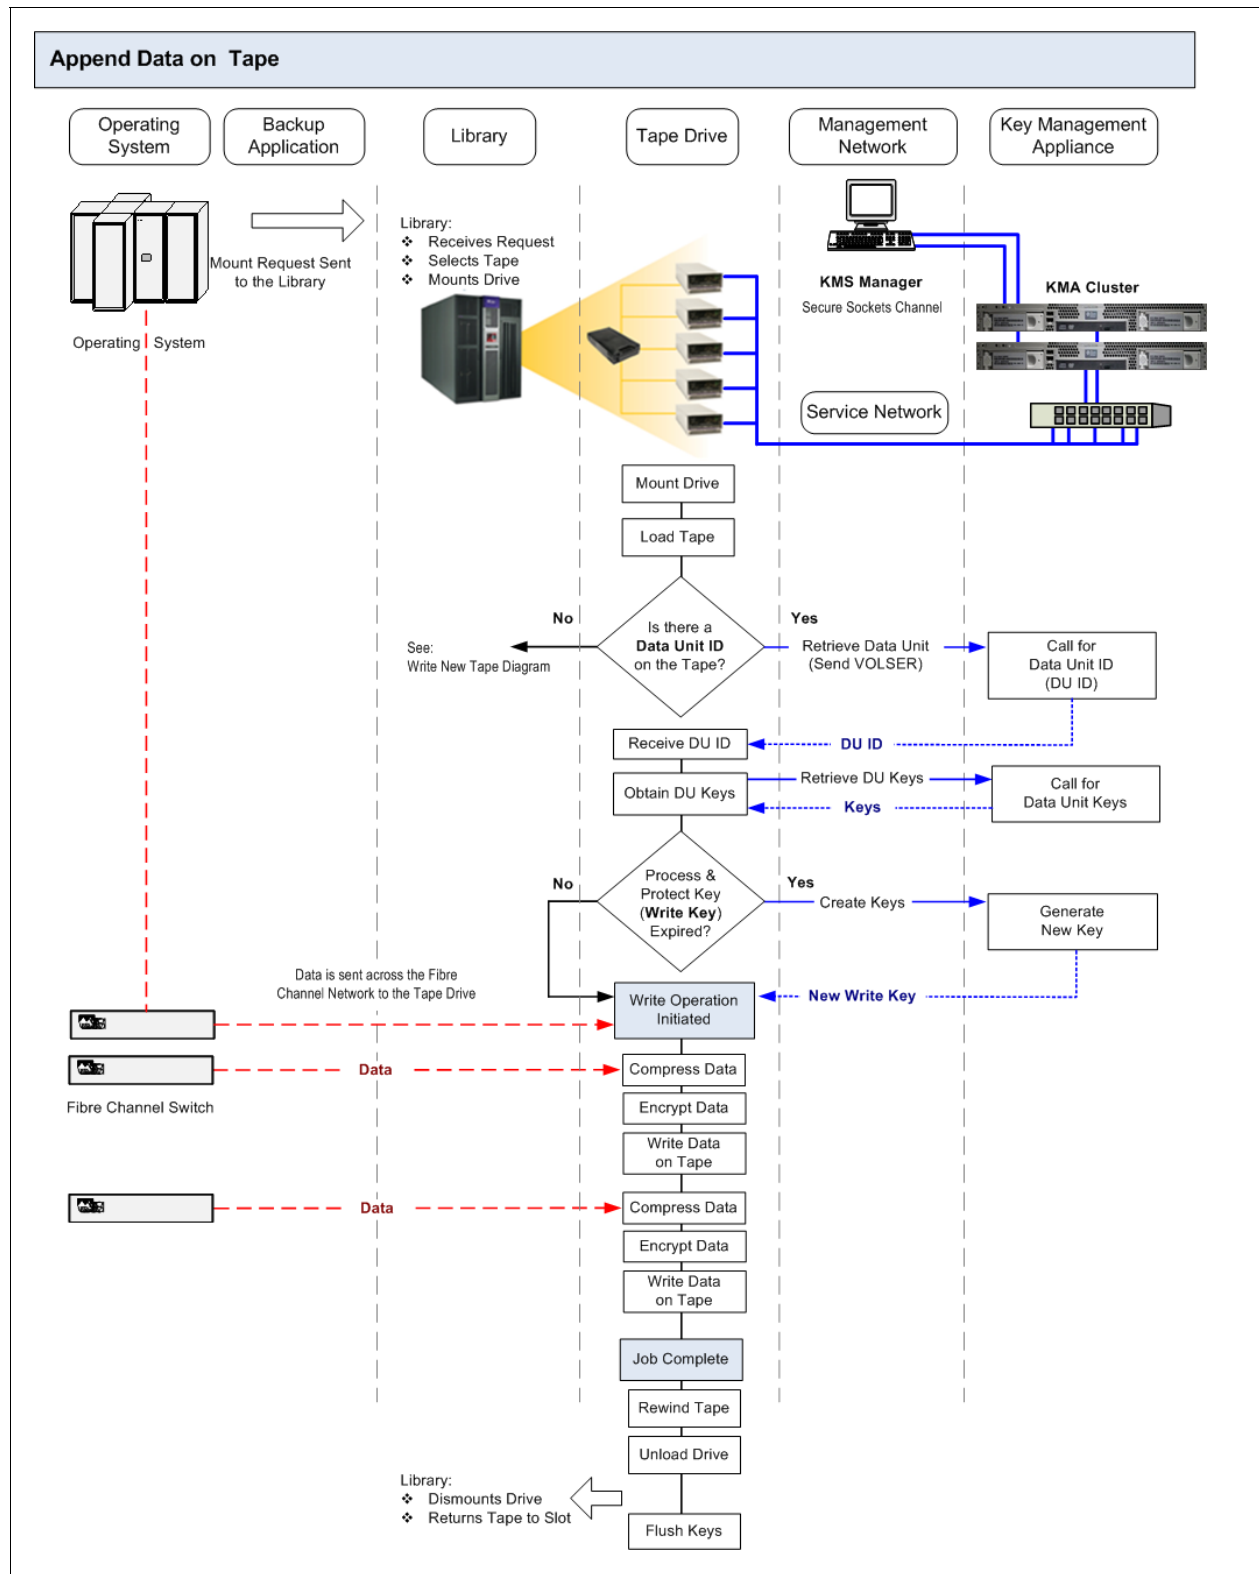 Append Data on  Tape
Operating
System
Backup
Application
Library
Tape Drive
Management
Network
Key Management
Appliance
Mount Request Sent
to the Library
Library:
❖ Receives Request
❖ Selects Tape
❖ Mounts Drive
KMS Manager
Secure Sockets Channel
KMA Cluster
Operating System
Service Network
Mount Drive
Load Tape
No
Is there a
Data Unit ID
on the Tape?
Yes
See:
Write New Tape Diagram
Retrieve Data Unit
(Send VOLSER)
Call for
Data Unit ID
(DU ID)
Receive DU ID
DU ID
Obtain DU Keys
Retrieve DU Keys
Keys
Call for
Data Unit Keys
No
Process &
Protect Key
(Write Key)
Expired?
Yes
Create Keys
Generate
New Key
Data is sent across the Fibre
Channel Network to the Tape Drive
Write Operation
Initiated
New Write Key
Data
Compress Data
Fibre Channel Switch
Encrypt Data
Write Data
on Tape
Data
Compress Data
Encrypt Data
Write Data
on Tape
Job Complete
Rewind Tape
Unload Drive
Library:
❖ Dismounts Drive
❖ Returns Tape to Slot
Flush Keys